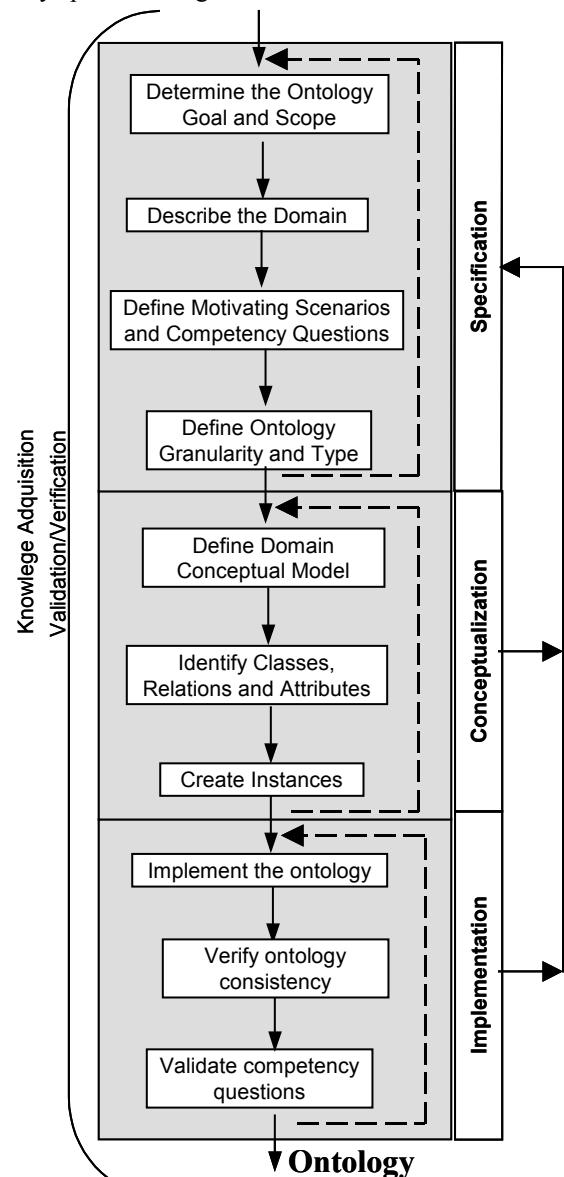 Determine the Ontology
Goal and Scope
Describe the Domain
Define Motivating Scenarios
and Competency Questions
Define Ontology
Granularity and Type
Specification
Knowlege Adquisition
Validation/Verification
Define Domain
Conceptual Model
Identify Classes,
Relations and Attributes
Create Instances
Conceptualization
Implement the ontology
Verify ontology
consistency
Validate competency
questions
Implementation
Ontology